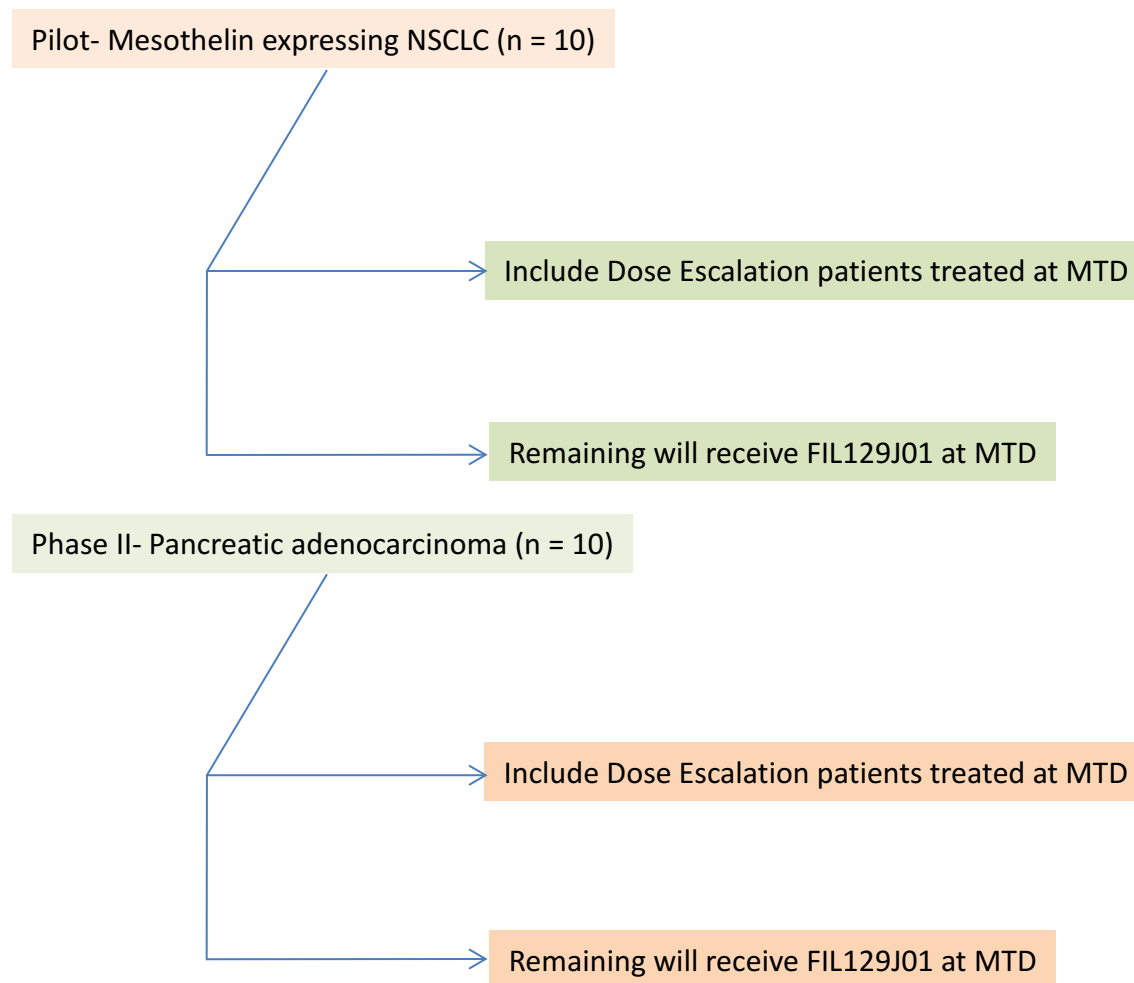 Pilot- Mesothelin expressing NSCLC (n = 10)
Include Dose Escalation patients treated at MTD
Remaining will receive FIL129J01 at MTD
Phase II- Pancreatic adenocarcinoma (n = 10)
Include Dose Escalation patients treated at MTD
Remaining will receive FIL129J01 at MTD